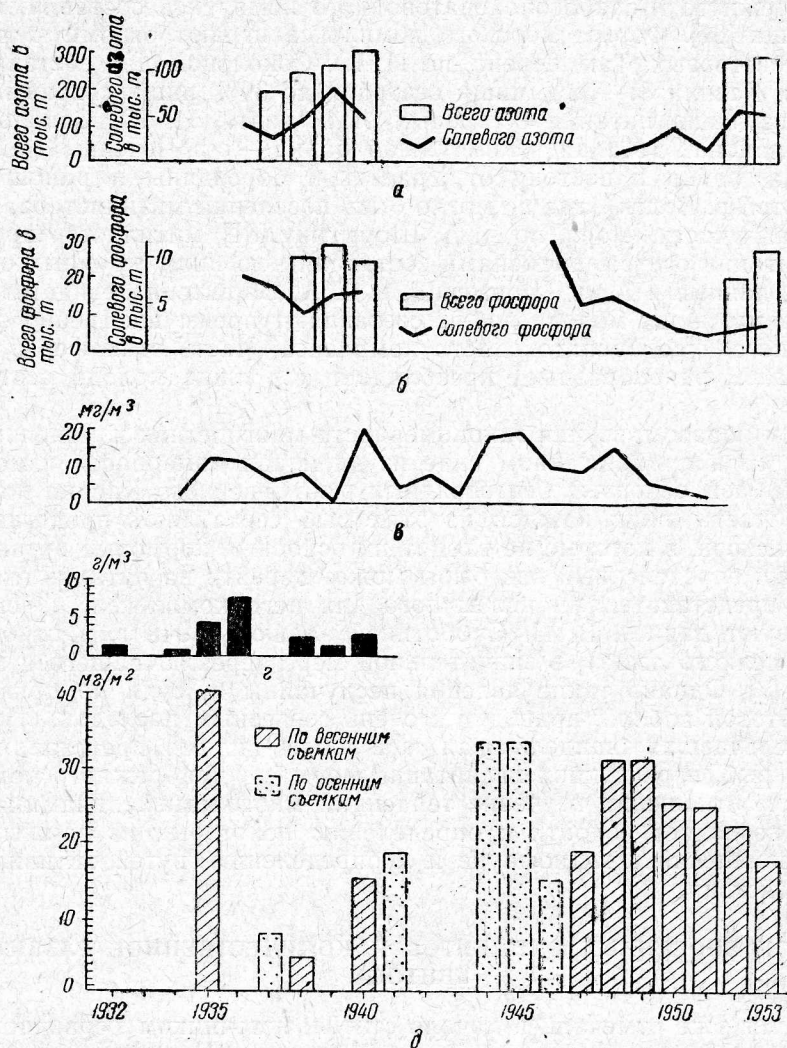 Всего азота в
тыс. т
Солевого азота
в тыс. т
300
200
100
0
100
50
Всего азота
Солевого азота
а
Всего фосфора в
тыс. т
Солевого фосфора
в тыс. т
30
20
10
0
10
5
Всего фосфора
Солевого фосфора
б
мг/м³
20
10
0
в
г/м³
10
5
0
г
мг/м²
40
30
20
10
0
По весенним
съемкам
По осенним
съемкам
1932
1935
1940
1945
1950
1953
д